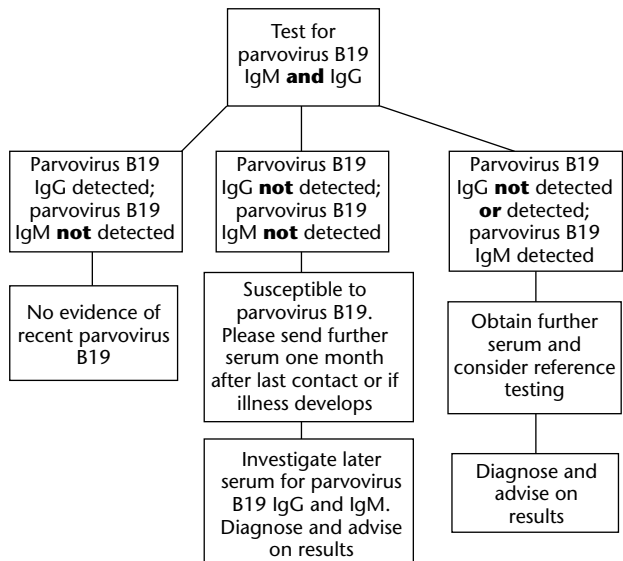 Test for
parvovirus B19
IgM and IgG
Parvovirus B19
IgG detected;
parvovirus B19
IgM not detected
Parvovirus B19
IgG not detected;
parvovirus B19
IgM not detected
Parvovirus B19
IgG not detected
or detected;
parvovirus B19
IgM detected
No evidence of
recent parvovirus
B19
Susceptible to
parvovirus B19.
Please send further
serum one month
after last contact or if
illness develops
Obtain further
serum and
consider reference
testing
Investigate later
serum for parvovirus
B19 IgG and IgM.
Diagnose and advise
on results
Diagnose and
advise on
results